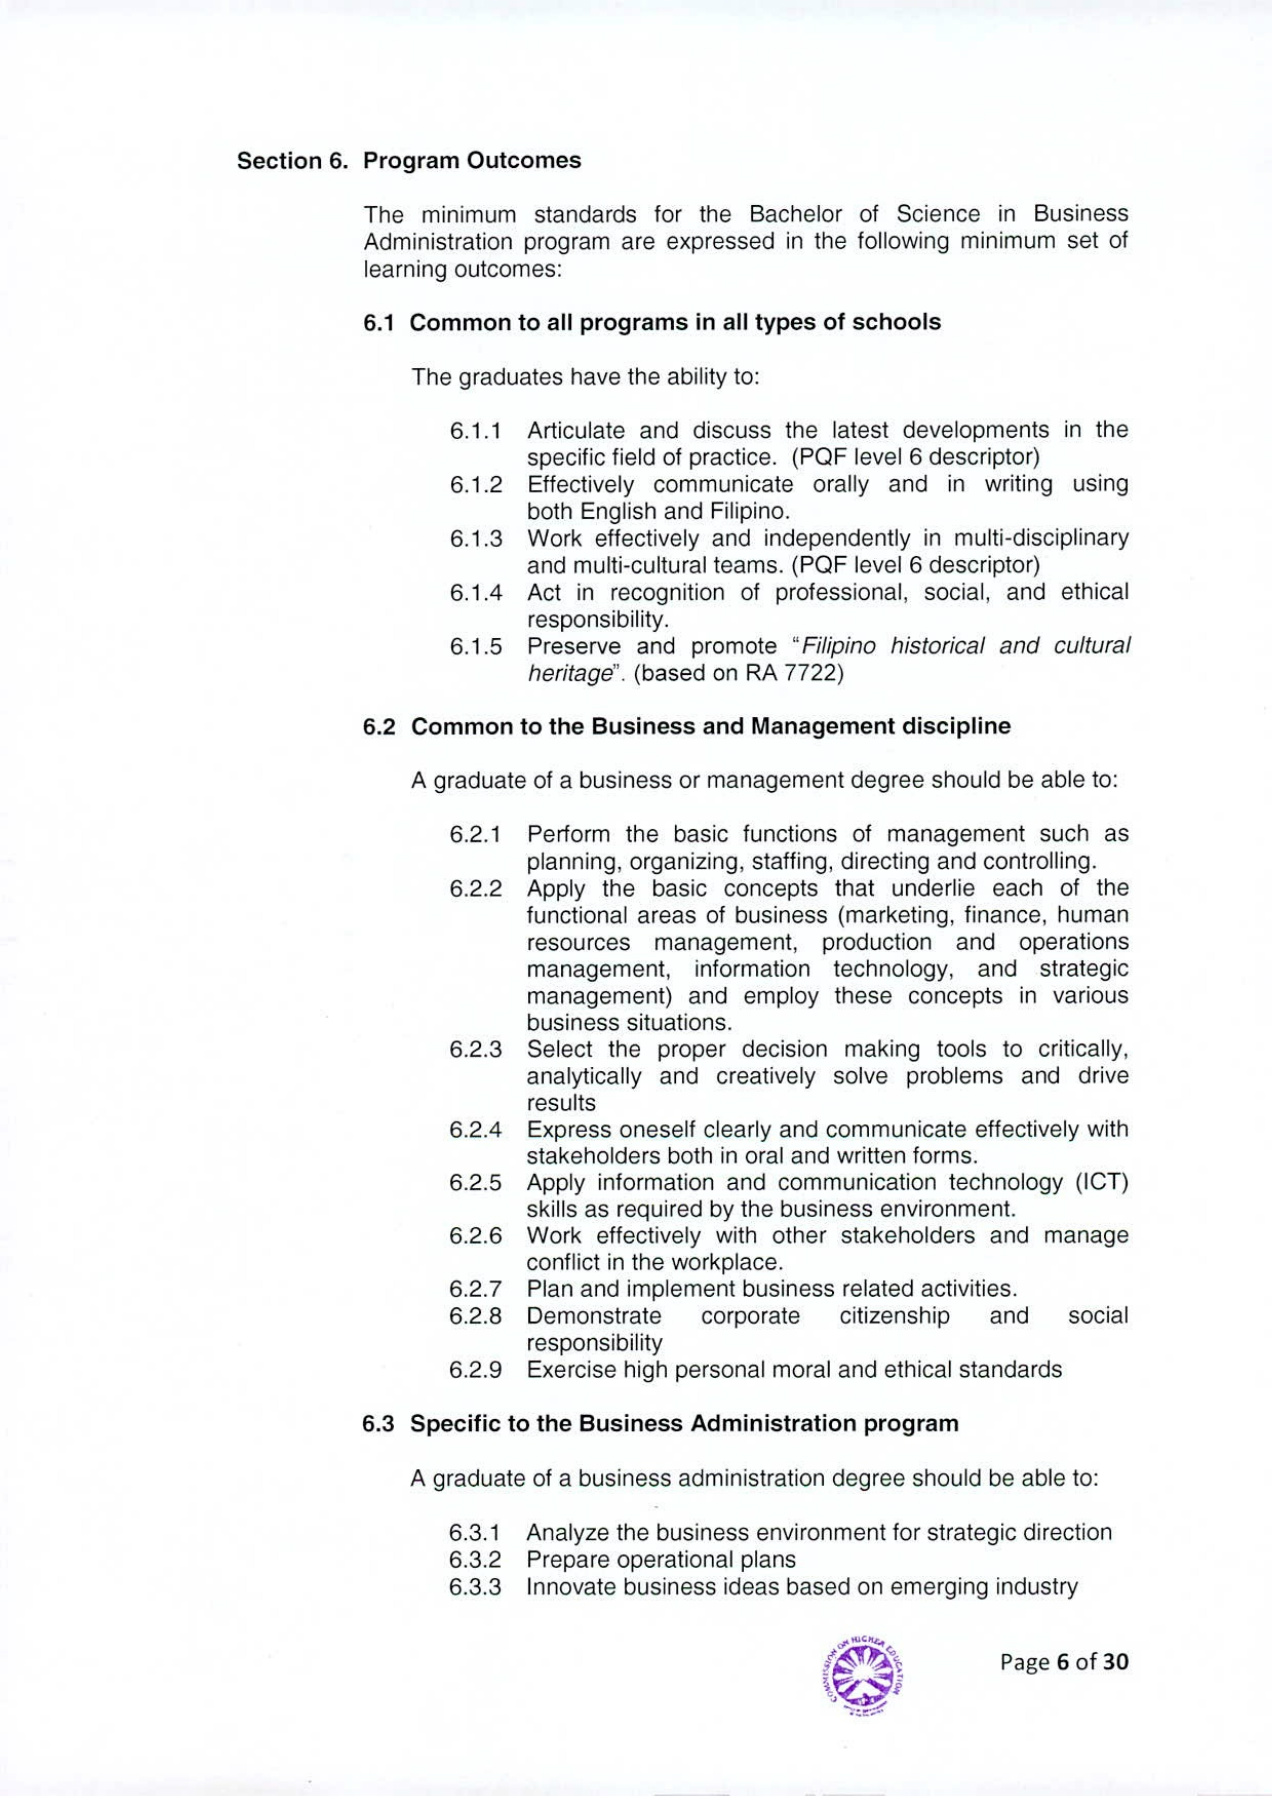 Section 6. Program Outcomes
The minimum standards for the Bachelor of Science in Business
Administration program are expressed in the following minimum set of
learning outcomes:
6.1 Common to all programs in all types of schools
The graduates have the ability to:
6.1.1 Articulate and discuss the latest developments in the
specific field of practice. (PQF level 6 descriptor)
6.1.2 Effectively communicate orally and in writing using
both English and Filipino.
6.1.3 Work effectively and independently in multi-disciplinary
and multi-cultural teams. (PQF level 6 descriptor)
6.1.4 Act in recognition of professional, social, and ethical
responsibility.
6.1.5 Preserve and promote “Filipino historical and cultural
heritage”. (based on RA 7722)
6.2 Common to the Business and Management discipline
A graduate of a business or management degree should be able to:
6.2.1 Perform the basic functions of management such as
planning, organizing, staffing, directing and controlling.
6.2.2 Apply the basic concepts that underlie each of the
functional areas of business (marketing, finance, human
resources management, production and operations
management, information technology, and strategic
management) and employ these concepts in various
business situations.
6.2.3 Select the proper decision making tools to critically,
analytically and creatively solve problems and drive
results
6.2.4 Express oneself clearly and communicate effectively with
stakeholders both in oral and written forms.
6.2.5 Apply information and communication technology (ICT)
skills as required by the business environment.
6.2.6 Work effectively with other stakeholders and manage
conflict in the workplace.
6.2.7 Plan and implement business related activities.
6.2.8 Demonstrate corporate citizenship and social
responsibility
6.2.9 Exercise high personal moral and ethical standards
6.3 Specific to the Business Administration program
A graduate of a business administration degree should be able to:
6.3.1 Analyze the business environment for strategic direction
6.3.2 Prepare operational plans
6.3.3 Innovate business ideas based on emerging industry
COMMISSION ON HIGHER EDUCATION
Page 6 of 30